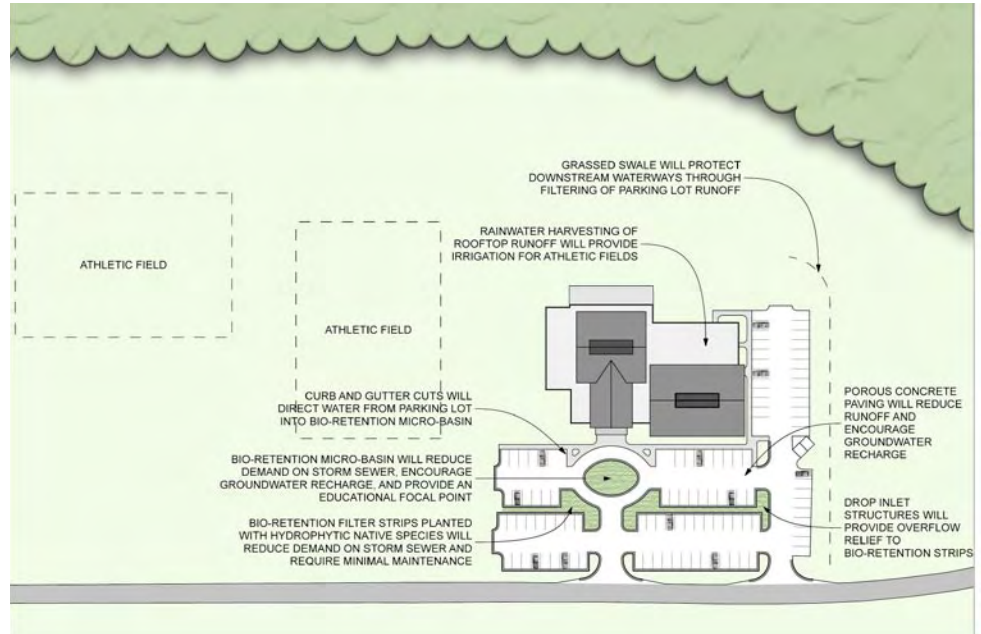 GRASSED SWALE WILL PROTECT
DOWNSTREAM WATERWAYS THROUGH
FILTERING OF PARKING LOT RUNOFF
RAINWATER HARVESTING OF
ROOFTOP RUNOFF WILL PROVIDE
IRRIGATION FOR ATHLETIC FIELDS
ATHLETIC FIELD
ATHLETIC FIELD
CURB AND GUTTER CUTS WILL
DIRECT WATER FROM PARKING LOT
INTO BIO-RETENTION MICRO-BASIN
POROUS CONCRETE
PAVING WILL REDUCE
RUNOFF AND
ENCOURAGE
GROUNDWATER
RECHARGE
BIO-RETENTION MICRO-BASIN WILL REDUCE
DEMAND ON STORM SEWER, ENCOURAGE
GROUNDWATER RECHARGE, AND PROVIDE AN
EDUCATIONAL FOCAL POINT
DROP INLET
STRUCTURES WILL
PROVIDE OVERFLOW
RELIEF TO
BIO-RETENTION STRIPS
BIO-RETENTION FILTER STRIPS PLANTED
WITH HYDROPHYTIC NATIVE SPECIES WILL
REDUCE DEMAND ON STORM SEWER AND
REQUIRE MINIMAL MAINTENANCE